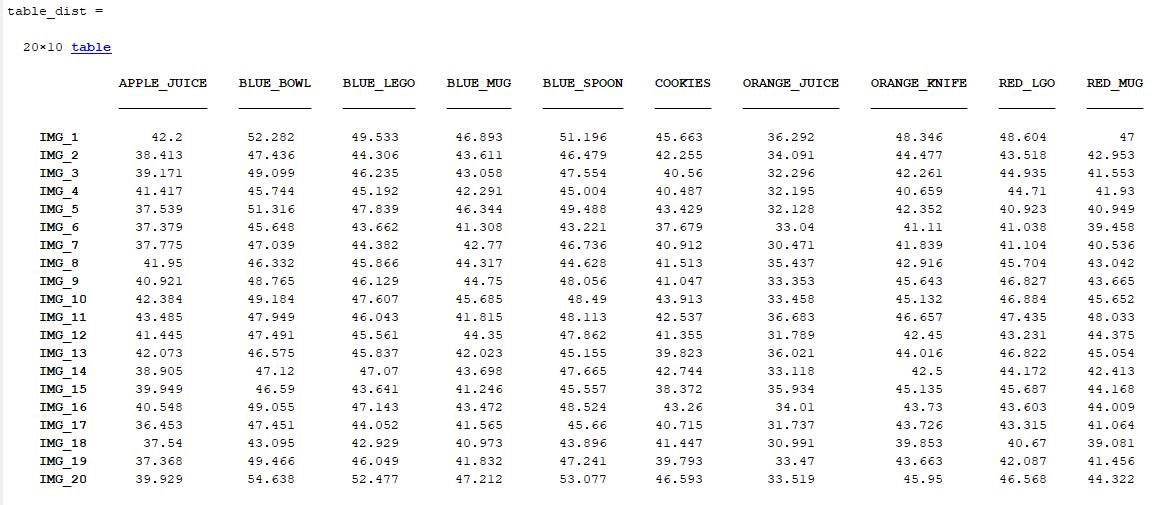 table_dist =
20×10 table
APPLE_JUICE BLUE_BOWL BLUE_LEGO BLUE_MUG BLUE_SPOON COOKIES ORANGE_JUICE ORANGE_KNIFE RED_LGO RED_MUG
IMG_1 42.2 52.282 49.533 46.893 51.196 45.663 36.292 48.346 48.604 47
IMG_2 38.413 47.436 44.306 43.611 46.479 42.255 34.091 44.477 43.518 42.953
IMG_3 39.171 49.099 46.235 43.058 47.554 40.56 32.296 42.261 44.935 41.553
IMG_4 41.417 45.744 45.192 42.291 45.004 40.487 32.195 40.659 44.71 41.93
IMG_5 37.539 51.316 47.839 46.344 49.488 43.429 32.128 42.352 40.923 40.949
IMG_6 37.379 45.648 43.662 41.308 43.221 37.679 33.04 41.11 41.038 39.458
IMG_7 37.775 47.039 44.382 42.77 46.736 40.912 30.471 41.839 41.104 40.536
IMG_8 41.95 46.332 45.866 44.317 44.628 41.513 35.437 42.916 45.704 43.042
IMG_9 40.921 48.765 46.129 44.75 48.056 41.047 33.353 45.643 46.827 43.665
IMG_10 42.384 49.184 47.607 45.685 48.49 43.913 33.458 45.132 46.884 45.652
IMG_11 43.485 47.949 46.043 41.815 48.113 42.537 36.683 46.657 47.435 48.033
IMG_12 41.445 47.491 45.561 44.35 47.862 41.355 31.789 42.45 43.231 44.375
IMG_13 42.073 46.575 45.837 42.023 45.155 39.823 36.021 44.016 46.822 45.054
IMG_14 38.905 47.12 47.07 43.698 47.665 42.744 33.118 42.5 44.172 42.413
IMG_15 39.949 46.59 43.641 41.246 45.557 38.372 35.934 45.135 45.687 44.168
IMG_16 40.548 49.055 47.143 43.472 48.524 43.26 34.01 43.73 43.603 44.009
IMG_17 36.453 47.451 44.052 41.565 45.66 40.715 31.737 43.726 43.315 41.064
IMG_18 37.54 43.095 42.929 40.973 43.896 41.447 30.991 39.853 40.67 39.081
IMG_19 37.368 49.466 46.049 41.832 47.241 39.793 33.47 43.663 42.087 41.456
IMG_20 39.929 54.638 52.477 47.212 53.077 46.593 33.519 45.95 46.568 44.322